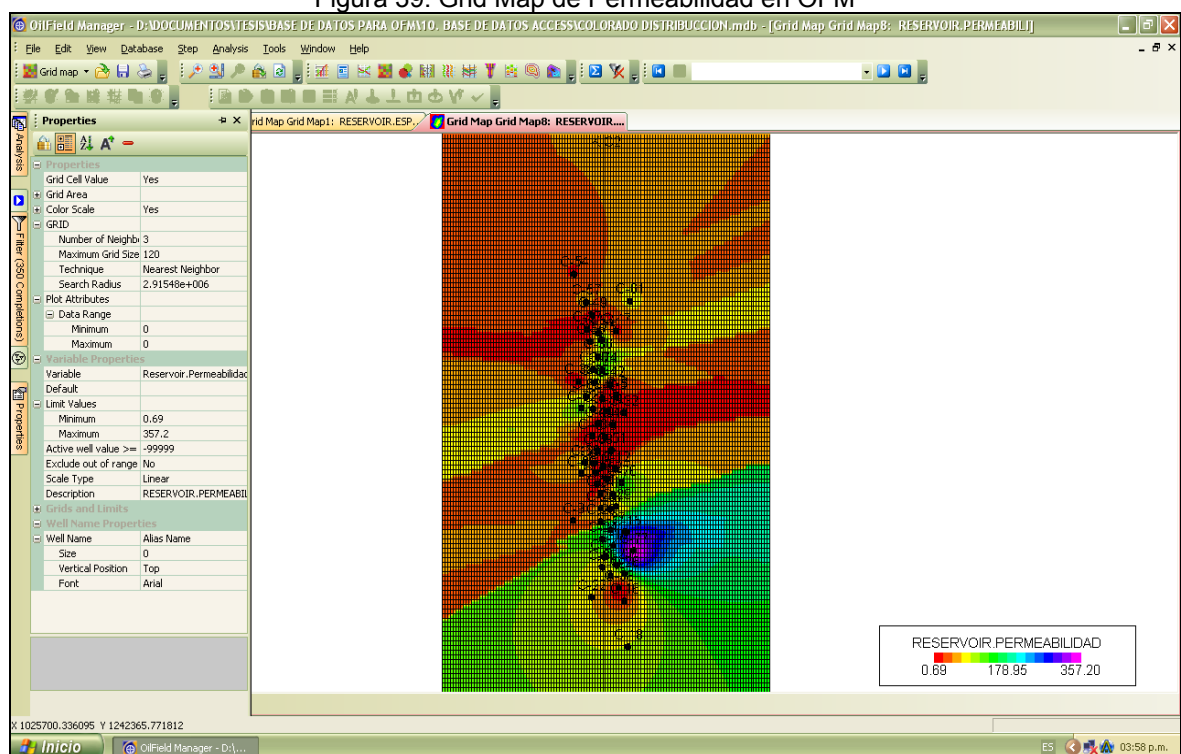 Figura 39. Grid Map de Permeabilidad en OFM
OilField Manager - D:\DOCUMENTOS\TESIS\BASE DE DATOS PARA OFM\10. BASE DE DATOS ACCESS\COLORADO DISTRIBUCCION.mdb - [Grid Map Grid Map8: RESERVOIR.PERMEABILI]
File Edit View Database Step Analysis Tools Window Help
Grid map
Properties
rid Map Grid Map1: RESERVOIR.ESP...
Grid Map Grid Map8: RESERVOIR....
Analysis
Filter (350 Completions)
Properties
Properties
Grid Cell Value Yes
Grid Area
Color Scale Yes
GRID
Number of Neighb 3
Maximum Grid Size 120
Technique Nearest Neighbor
Search Radius 2.91548e+006
Plot Attributes
Data Range
Minimum 0
Maximum 0
Variable Properties
Variable Reservoir.Permeabilidad
Default
Limit Values
Minimum 0.69
Maximum 357.2
Active well value >= -99999
Exclude out of range No
Scale Type Linear
Description RESERVOIR.PERMEABIL
Grids and Limits
Well Name Properties
Well Name Alias Name
Size 0
Vertical Position Top
Font Arial
RESERVOIR.PERMEABILIDAD
0.69 178.95 357.20
X 1025700.336095 Y 1242365.771812
Inicio
OilField Manager - D:\...
ES
03:58 p.m.